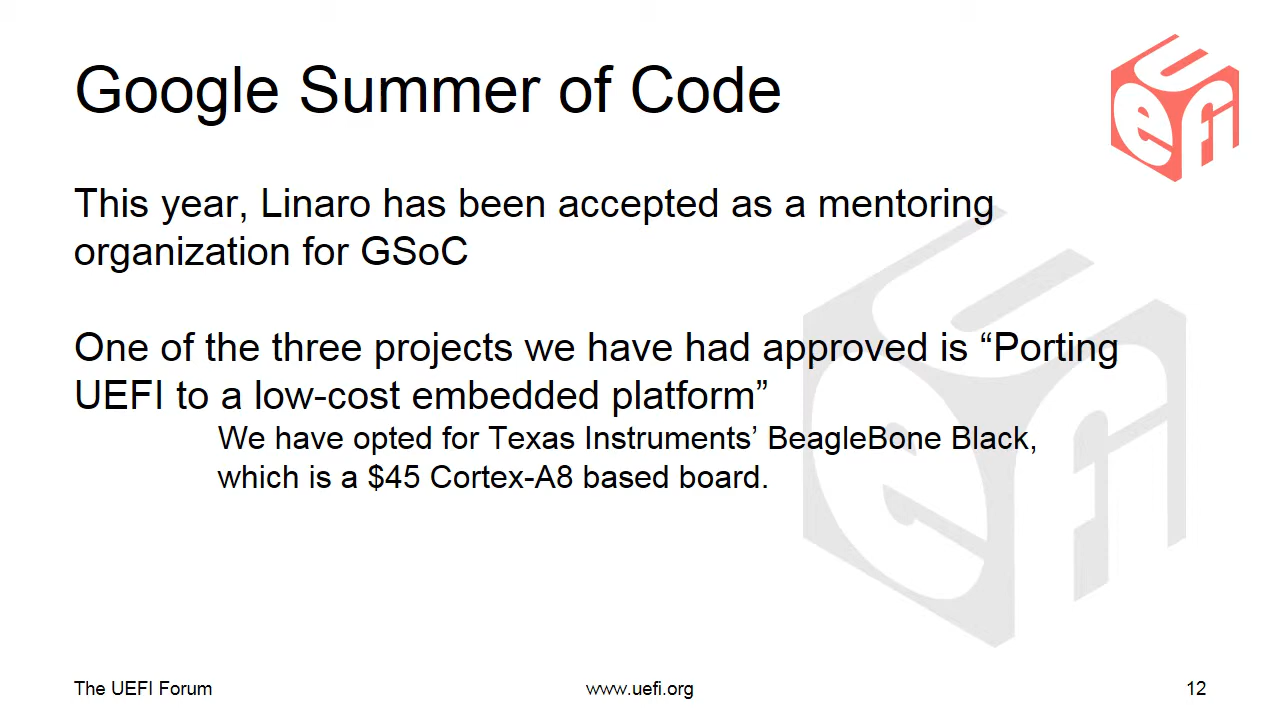 Google Summer of Code
uefi
This year, Linaro has been accepted as a mentoring
organization for GSoC
One of the three projects we have had approved is “Porting
UEFI to a low-cost embedded platform”
We have opted for Texas Instruments’ BeagleBone Black,
which is a $45 Cortex-A8 based board.
uefi
The UEFI Forum
www.uefi.org
12